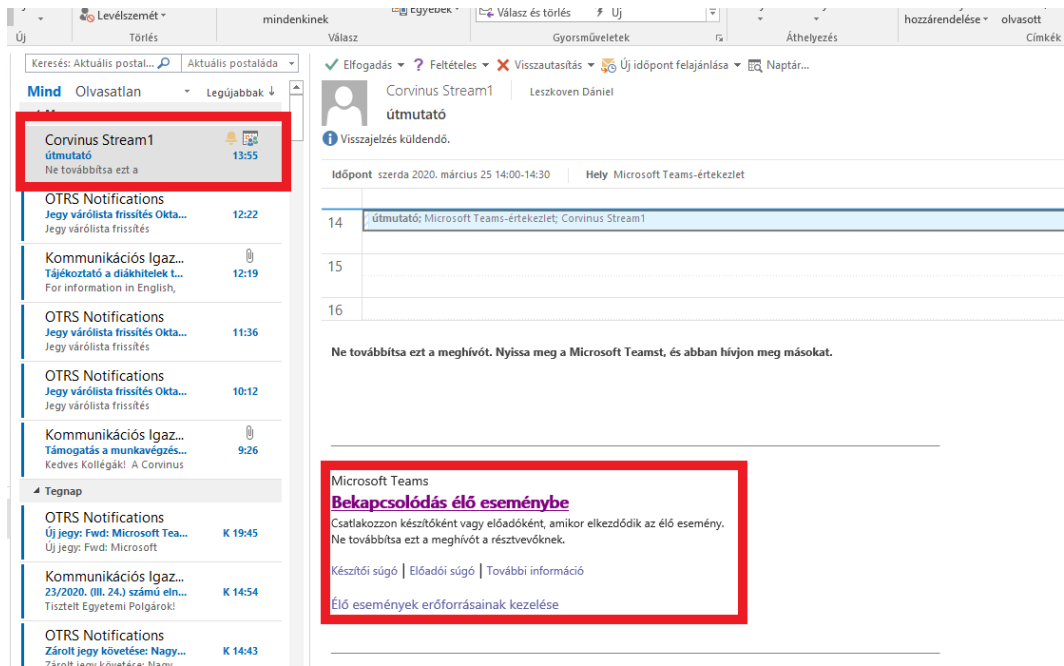 Egyebek
Válasz és törlés
Új
Levélszemét
mindenkinek
hozzárendelése
olvasott
Új
Törlés
Válasz
Gyorsműveletek
Áthelyezés
Címkék
Keresés: Aktuális postal...
Aktuális postaláda
Mind Olvasatlan Legújabbak ↓
Corvinus Stream1
útmutató 13:55
Ne továbbítsa ezt a
OTRS Notifications
Jegy várólista frissítés Okta... 12:22
Jegy várólista frissítés
Kommunikációs Igaz...
Tájékoztató a diákhitelek t... 12:19
For information in English,
OTRS Notifications
Jegy várólista frissítés Okta... 11:36
Jegy várólista frissítés
OTRS Notifications
Jegy várólista frissítés Okta... 10:12
Jegy várólista frissítés
Kommunikációs Igaz...
Támogatás a munkavégzés... 9:26
Kedves Kollégák! A Corvinus
Tegnap
OTRS Notifications
Új jegy: Fwd: Microsoft Tea... K 19:45
Új jegy: Fwd: Microsoft
Kommunikációs Igaz...
23/2020. (III. 24.) számú eln... K 14:54
Tisztelt Egyetemi Polgárok!
OTRS Notifications
Zárolt jegy követése: Nagy... K 14:43
Zárolt jegy követése: Nagy
Elfogadás ? Feltételes Visszautasítás Új időpont felajánlása Naptár...
Corvinus Stream1 Leszkoven Dániel
útmutató
Visszajelzés küldendő.
Időpont szerda 2020. március 25 14:00-14:30 Hely Microsoft Teams-értekezlet
14 útmutató; Microsoft Teams-értekezlet; Corvinus Stream1
15
16
Ne továbbítsa ezt a meghívót. Nyissa meg a Microsoft Teamst, és abban hívjon meg másokat.
Microsoft Teams
Bekapcsolódás élő eseménybe
Csatlakozzon készítőként vagy előadóként, amikor elkezdődik az élő esemény.
Ne továbbítsa ezt a meghívót a résztvevőknek.
Készítői súgó | Előadói súgó | További információ
Élő események erőforrásainak kezelése